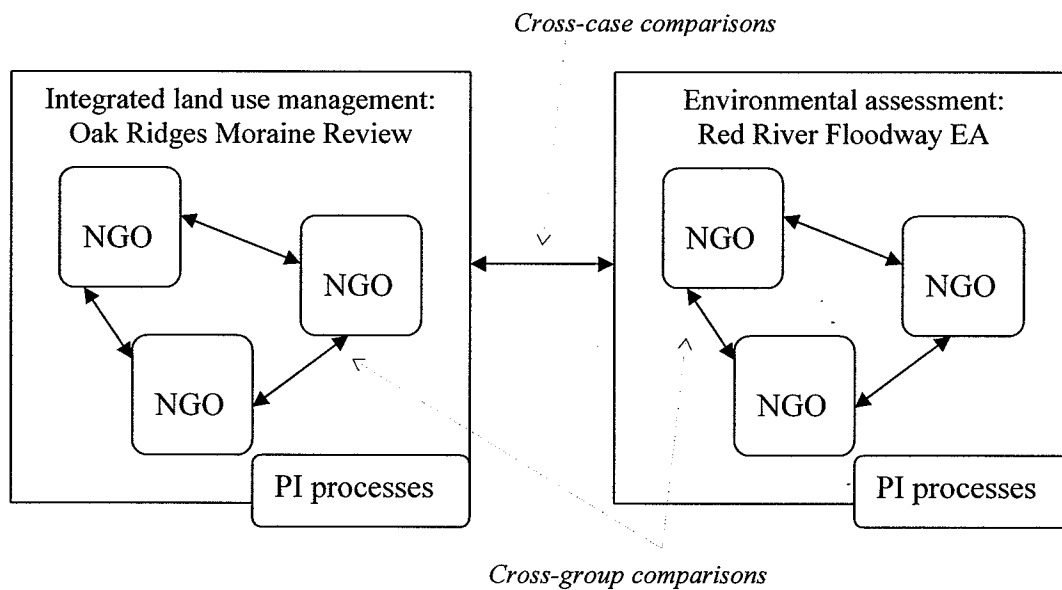 Cross-case comparisons
Integrated land use management:
Oak Ridges Moraine Review
NGO
NGO
NGO
PI processes
Environmental assessment:
Red River Floodway EA
NGO
NGO
NGO
PI processes
Cross-group comparisons